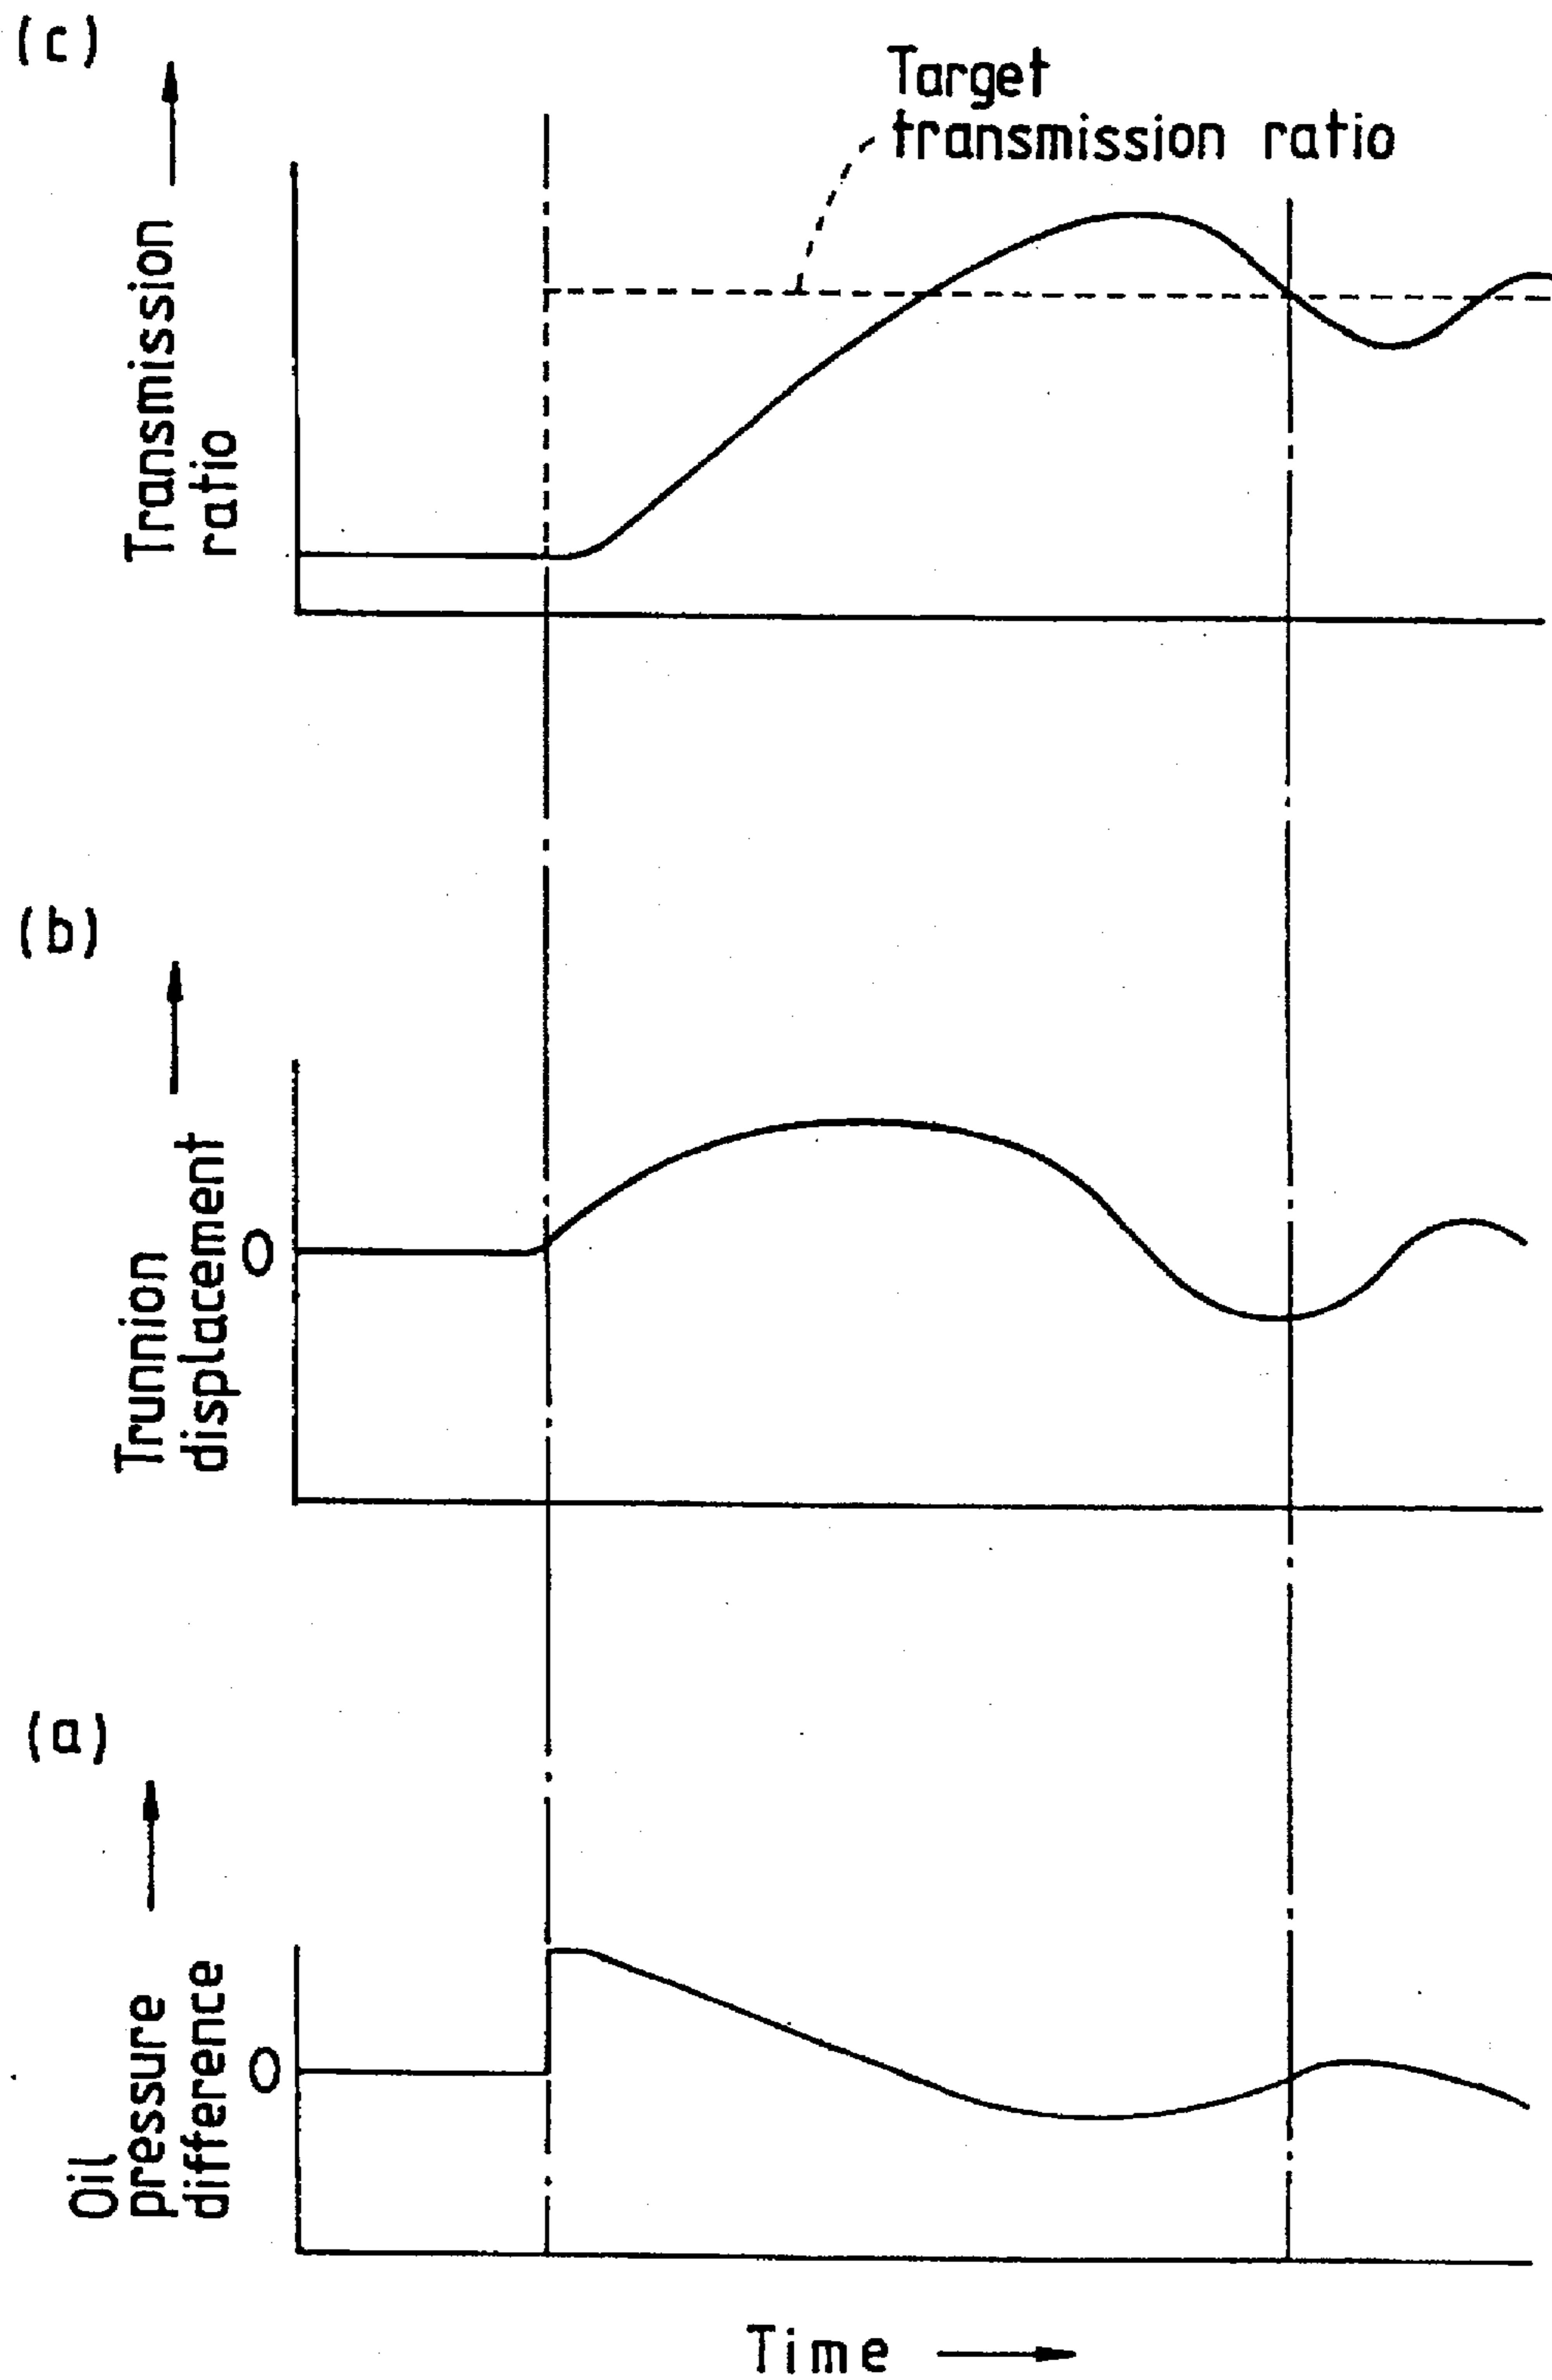 (c)
Target
transmission ratio
Transmission
ratio
(b)
Trunnion
displacement
0
(a)
Oil
pressure
difference
0
Time